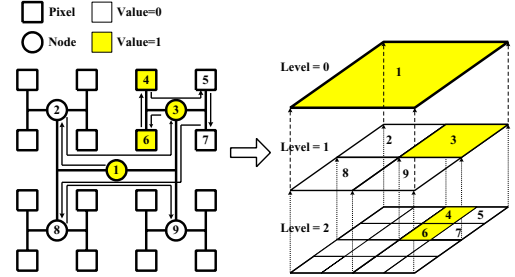 Pixel Value=0
Node Value=1
4 5
2 3
6 7
1
8 9
Level = 0
1
Level = 1
2 3
8 9
Level = 2
4 5
6 7